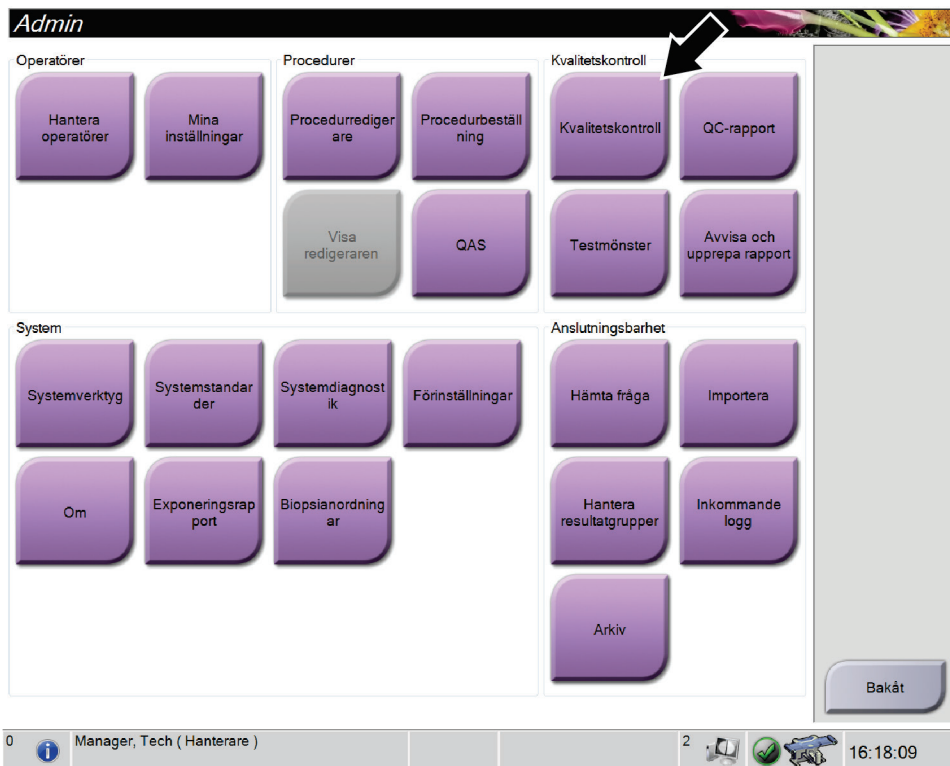 Admin
Operatörer
Hantera
operatörer
Mina
inställningar
Procedurer
Procedurrediger
are
Procedurbeställ
ning
Visa
redigeraren
QAS
Kvalitetskontroll
Kvalitetskontroll
QC-rapport
Testmönster
Avvisa och
upprepa rapport
System
Systemverktyg
Systemstandar
der
Systemdiagnost
ik
Förinställningar
Om
Exponeringsrap
port
Biopsianordning
ar
Anslutningsbarhet
Hämta fråga
Importera
Hantera
resultatgrupper
Inkommande
logg
Arkiv
Bakåt
0
Manager, Tech ( Hanterare )
2
16:18:09